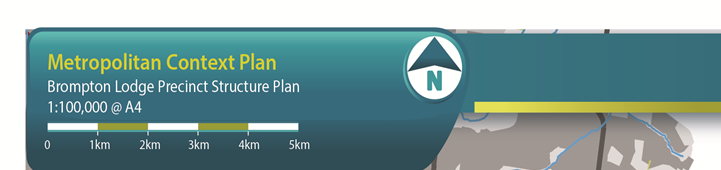 Metropolitan Context Plan
Brompton Lodge Precinct Structure Plan
1:100,000 @ A4
N
0 1km 2km 3km 4km 5km